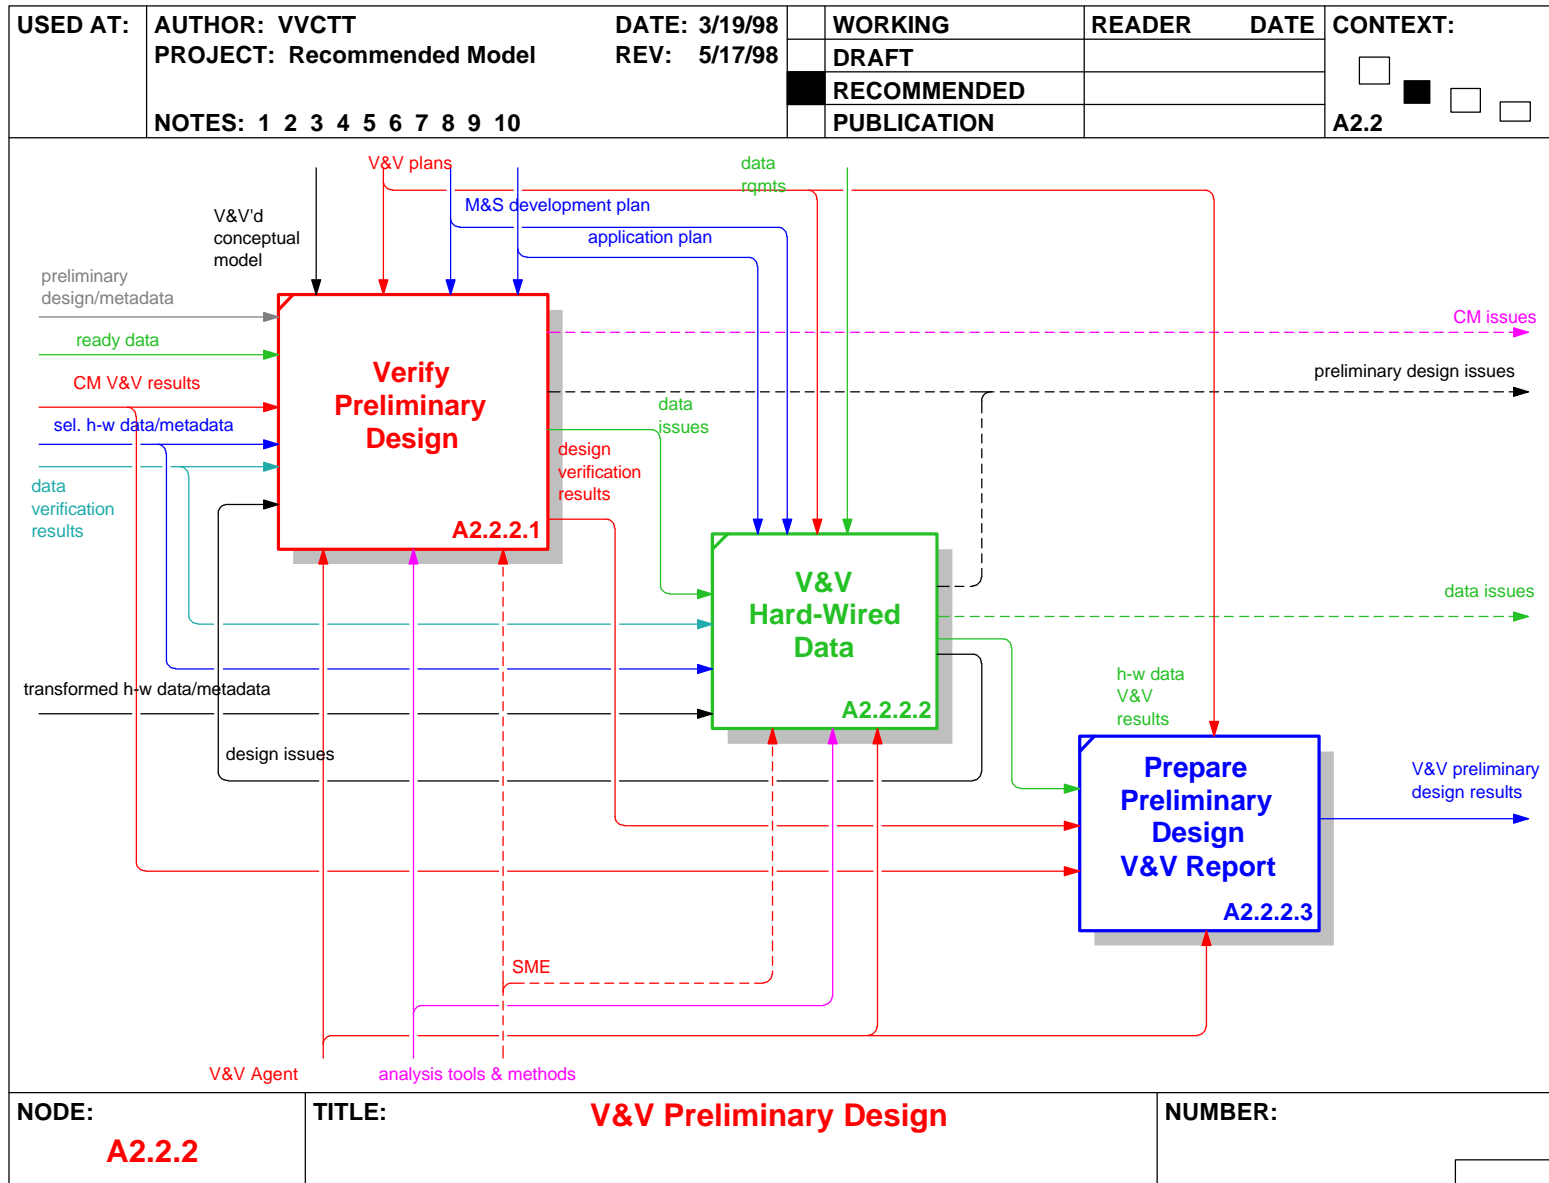 USED AT:
AUTHOR: VVCTT
DATE: 3/19/98
PROJECT: Recommended Model
REV: 5/17/98
NOTES: 1 2 3 4 5 6 7 8 9 10
WORKING
DRAFT
RECOMMENDED
PUBLICATION
READER
DATE
CONTEXT:
A2.2
V&V plans
data
rqmts
M&S development plan
application plan
V&V'd
conceptual
model
preliminary
design/metadata
ready data
CM V&V results
sel. h-w data/metadata
data
verification
results
Verify
Preliminary
Design
A2.2.2.1
CM issues
preliminary design issues
data
issues
design
verification
results
V&V
Hard-Wired
Data
A2.2.2.2
data issues
transformed h-w data/metadata
design issues
h-w data
V&V
results
Prepare
Preliminary
Design
V&V Report
A2.2.2.3
V&V preliminary
design results
SME
V&V Agent
analysis tools & methods
NODE:
A2.2.2
TITLE:
V&V Preliminary Design
NUMBER: